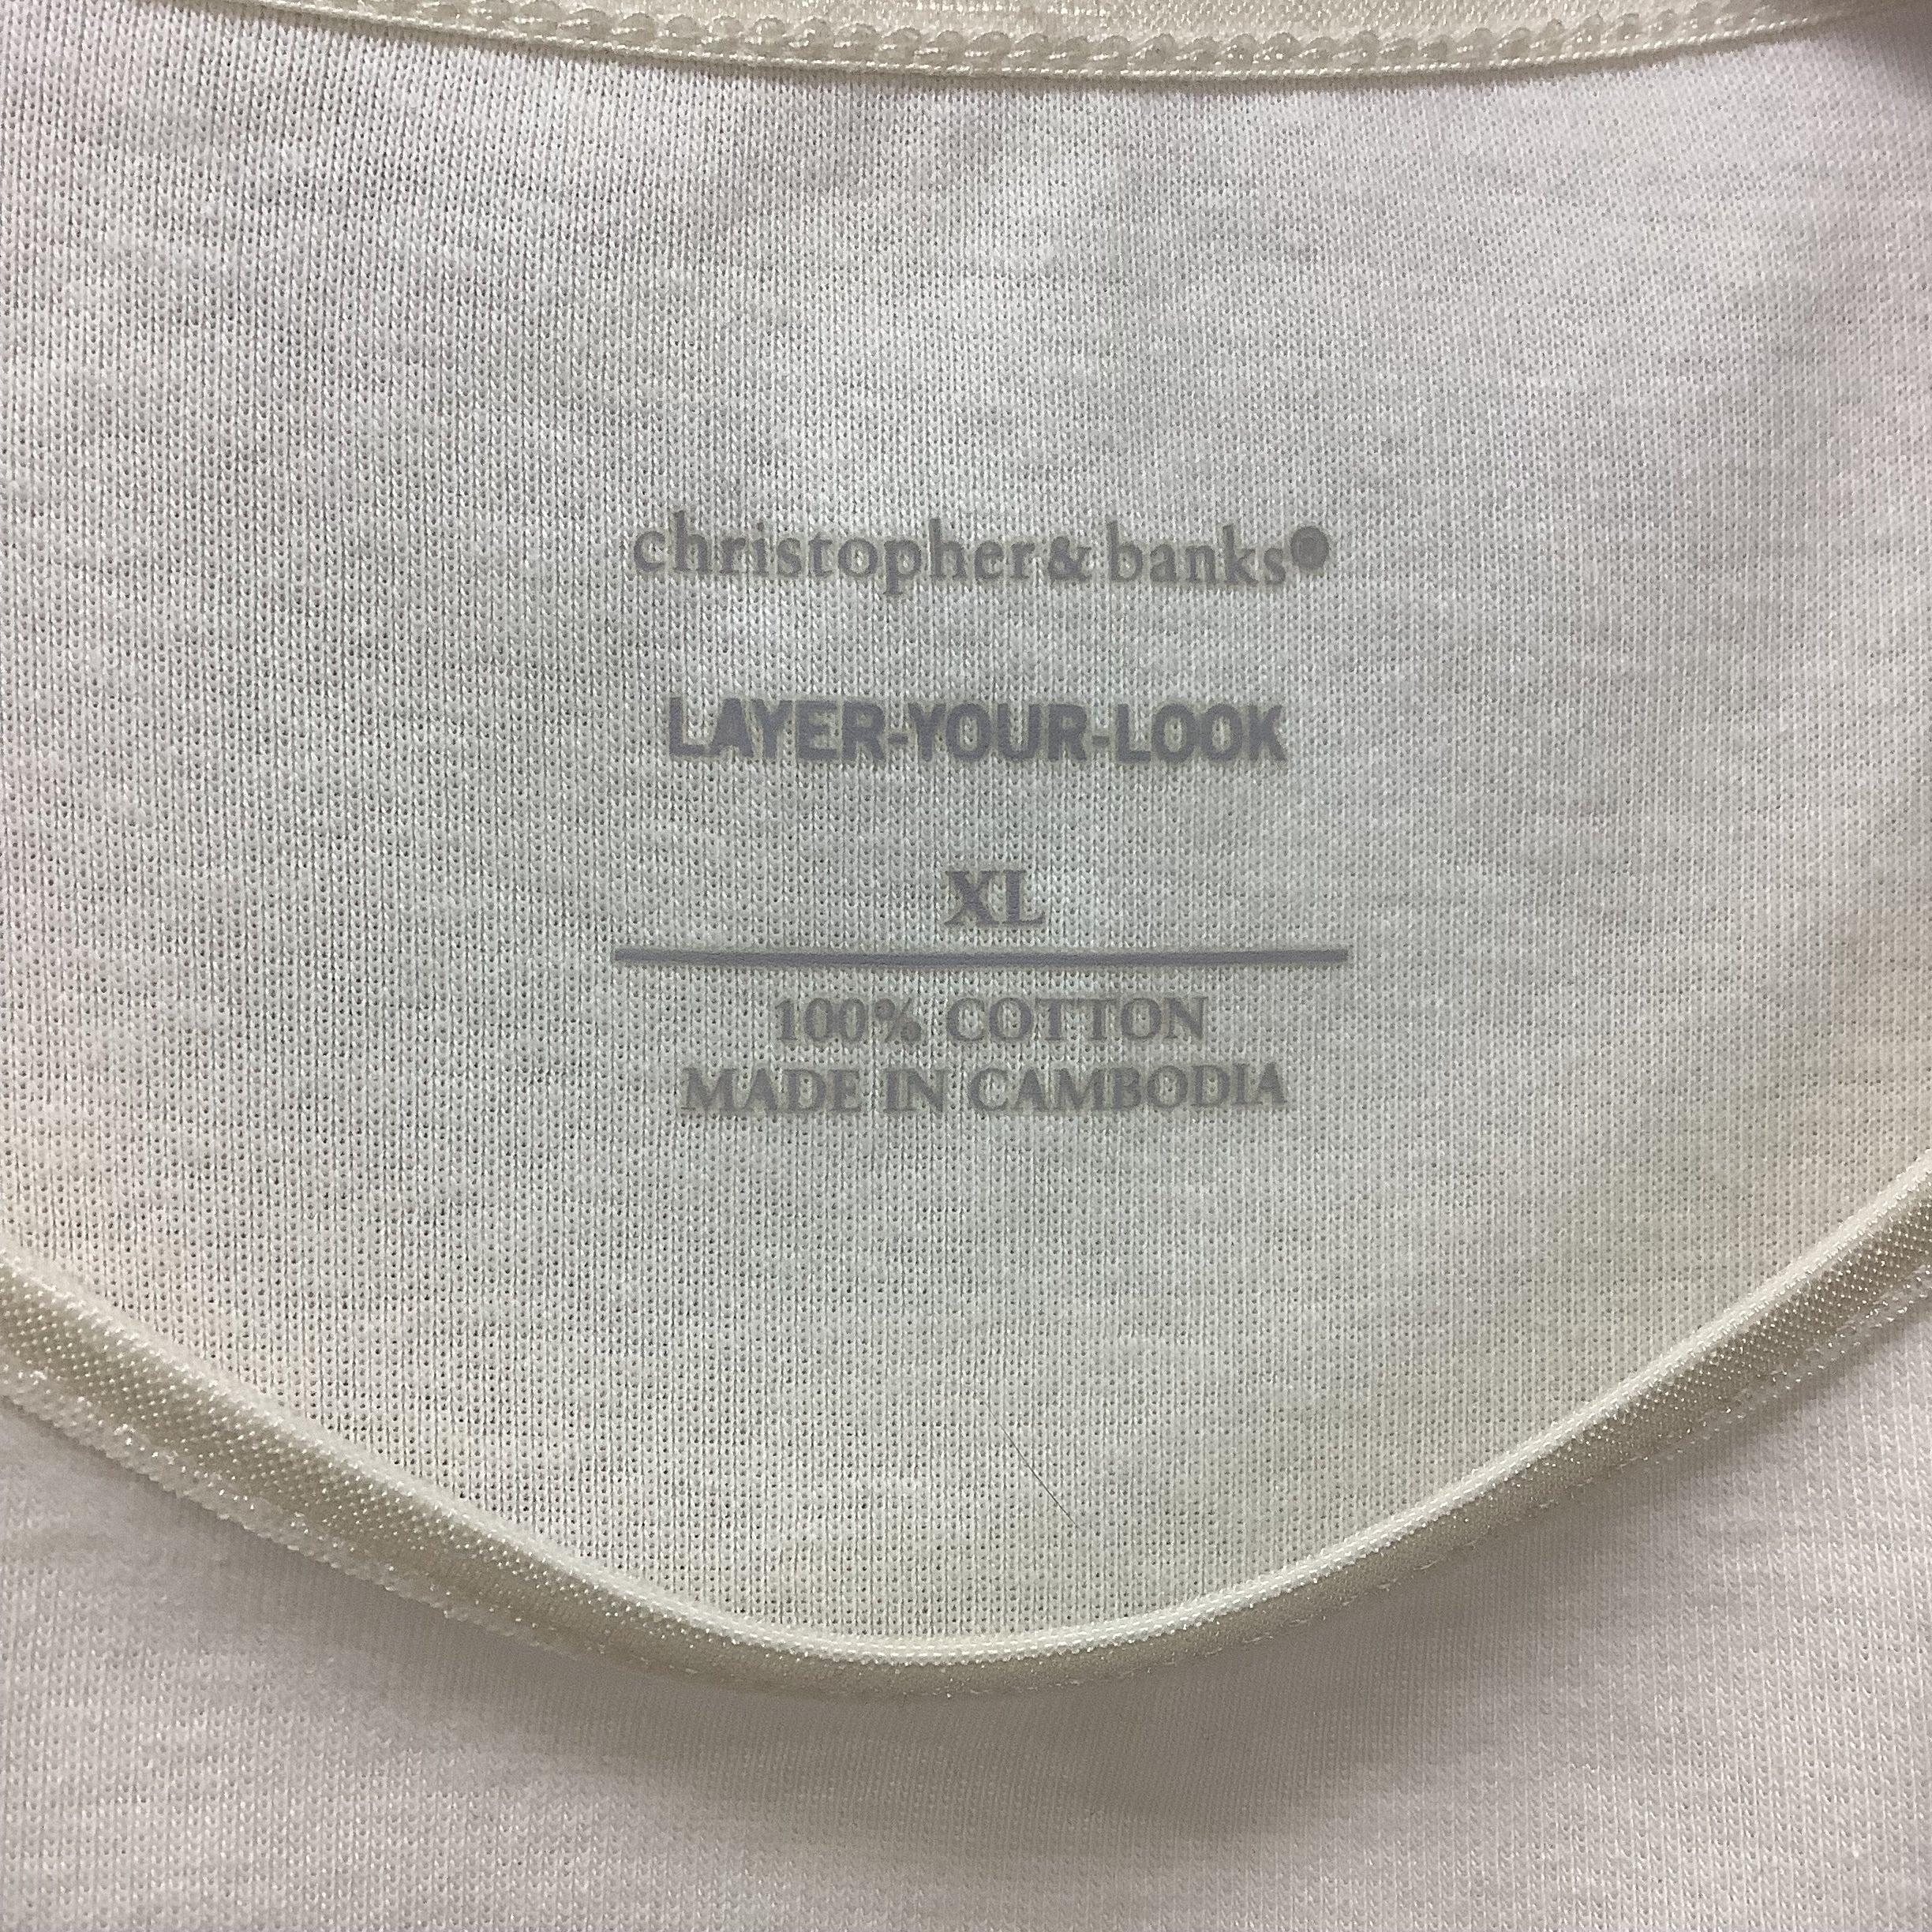 christopher & banks®
LAYER-YOUR-LOOK
XL
100% COTTON
MADE IN CAMBODIA